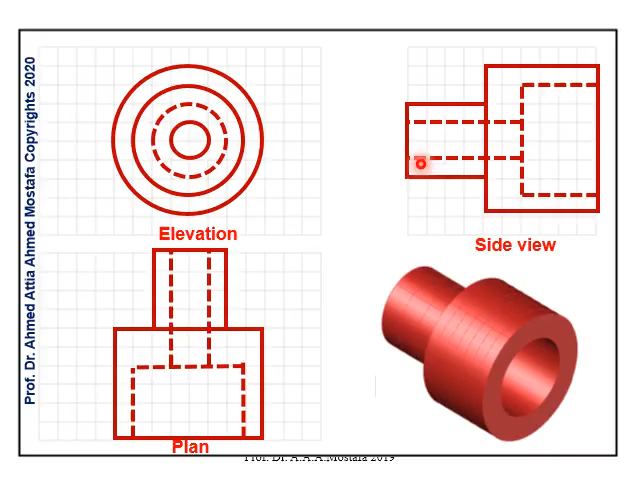 Prof. Dr. Ahmed Attia Ahmed Mostafa Copyrights 2020
Elevation
Side view
Plan
Prof. Dr. A.A.A.Mostafa 2019